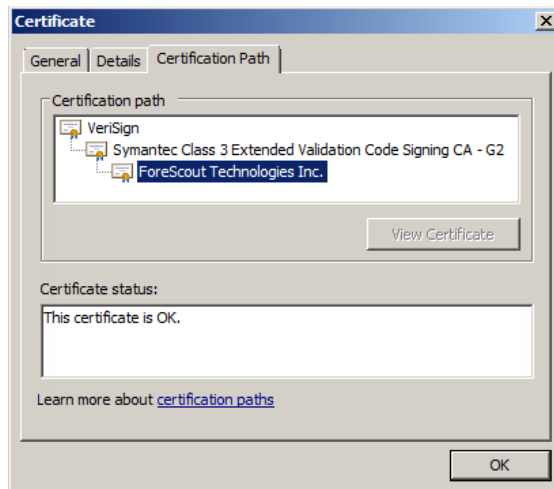 Certificate
General Details Certification Path
Certification path
VeriSign
Symantec Class 3 Extended Validation Code Signing CA - G2
ForeScout Technologies Inc.
View Certificate
Certificate status:
This certificate is OK.
Learn more about certification paths
OK